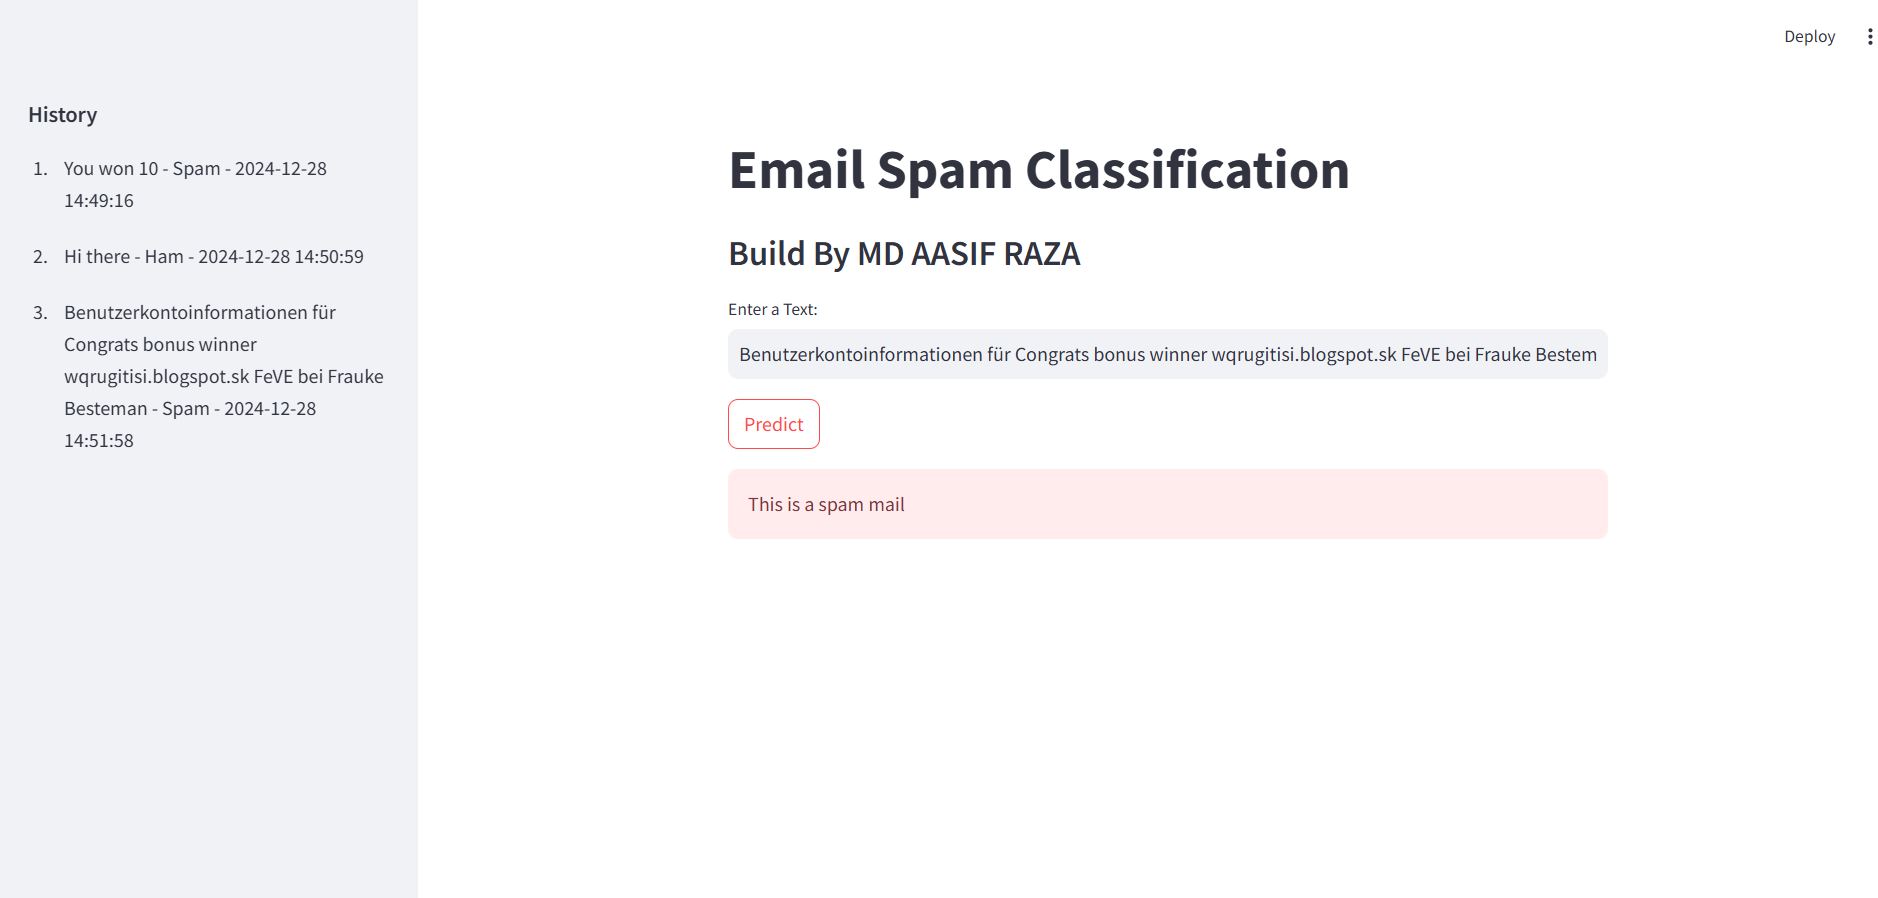 Deploy
History
1. You won 10 - Spam - 2024-12-28
14:49:16
2. Hi there - Ham - 2024-12-28 14:50:59
3. Benutzerkontoinformationen für
Congrats bonus winner
wqrugitisi.blogspot.sk FeVE bei Frauke
Besteman - Spam - 2024-12-28
14:51:58
Email Spam Classification
Build By MD AASIF RAZA
Enter a Text:
Benutzerkontoinformationen für Congrats bonus winner wqrugitisi.blogspot.sk FeVE bei Frauke Bestem
Predict
This is a spam mail